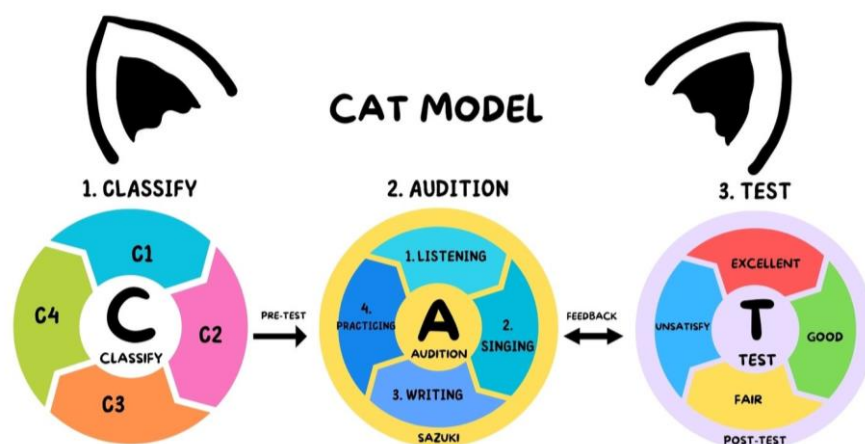 CAT MODEL
1. CLASSIFY
2. AUDITION
3. TEST
C1
C2
C3
C4
C
CLASSIFY
PRE-TEST
1. LISTENING
2.
SINGING
3. WRITING
4.
PRACTICING
A
AUDITION
SAZUKI
FEEDBACK
EXCELLENT
GOOD
FAIR
UNSATISFY
T
TEST
POST-TEST